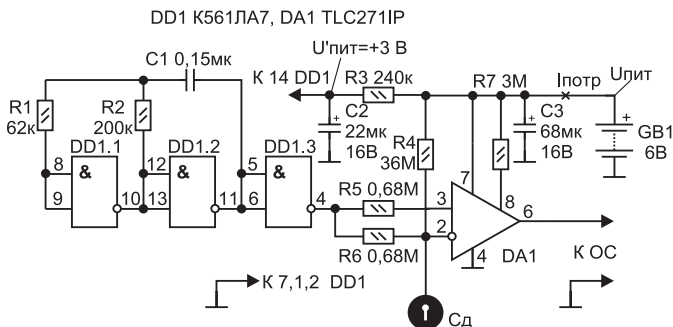 DD1 К561ЛА7, DA1 TLC271IP
U'пит=+3 В
C1 0,15мк
К 14 DD1
R3 240к
R7 3М
Iпотр
Uпит
R1
62к
R2
200к
C2
22мк
16В
R4
36М
C3
68мк
16В
+
+
+
GB1
6В
DD1.1
DD1.2
DD1.3
8
&
9
10
12
&
13
11
5
&
6
4
R5 0,68М
R6 0,68М
7
8
3
2
6
4
DA1
К ОС
К 7,1,2 DD1
Сд